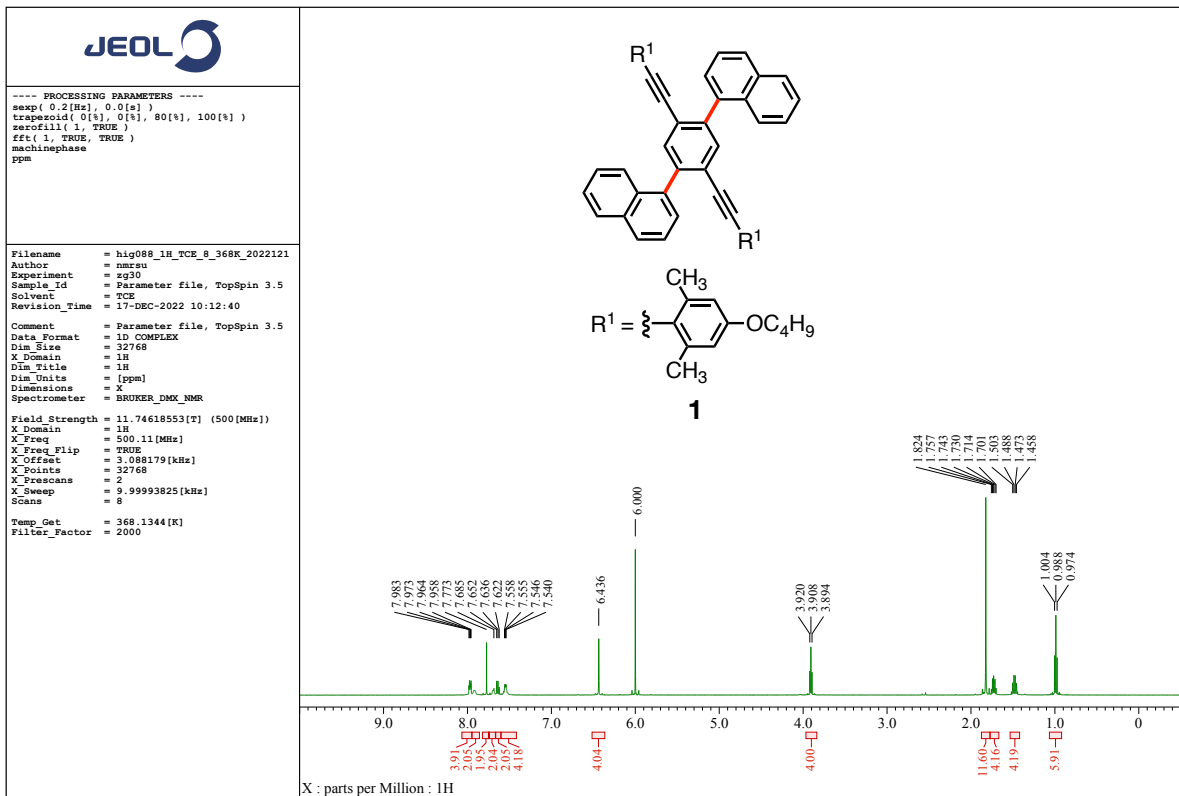 JEOL
---- PROCESSING PARAMETERS ----
sexp( 0.2[Hz], 0.0[s] )
trapezoid( 0[%], 0[%], 80[%], 100[%] )
zerofill( 1, TRUE )
fft( 1, TRUE, TRUE )
machinephase
ppm
Filename = hig088_1H_TCE_8_368K_2022121
Author = nmrsu
Experiment = zg30
Sample_Id = Parameter file, TopSpin 3.5
Solvent = TCE
Revision_Time = 17-DEC-2022 10:12:40
Comment = Parameter file, TopSpin 3.5
Data_Format = 1D COMPLEX
Dim_Size = 32768
X_Domain = 1H
Dim_Title = 1H
Dim_Units = [ppm]
Dimensions = X
Spectrometer = BRUKER_DMX_NMR
Field_Strength = 11.74618553[T] (500[MHz])
X_Domain = 1H
X_Freq = 500.11[MHz]
X_Freq_Flip = TRUE
X_Offset = 3.088179[kHz]
X_Points = 32768
X_Prescans = 2
X_Sweep = 9.99993825[kHz]
Scans = 8
Temp_Get = 368.1344[K]
Filter_Factor = 2000
R1
R1
CH3
R1 =
OC4H9
CH3
1
7.983
7.973
7.964
7.958
7.773
7.685
7.652
7.636
7.622
7.558
7.555
7.546
7.540
6.436
6.000
3.920
3.908
3.894
1.824
1.757
1.743
1.730
1.714
1.701
1.503
1.488
1.473
1.458
1.004
0.988
0.974
9.0 8.0 7.0 6.0 5.0 4.0 3.0 2.0 1.0 0
3.91
2.05
1.95
2.04
2.05
4.18
4.04
4.00
11.60
4.16
4.19
5.91
X : parts per Million : 1H